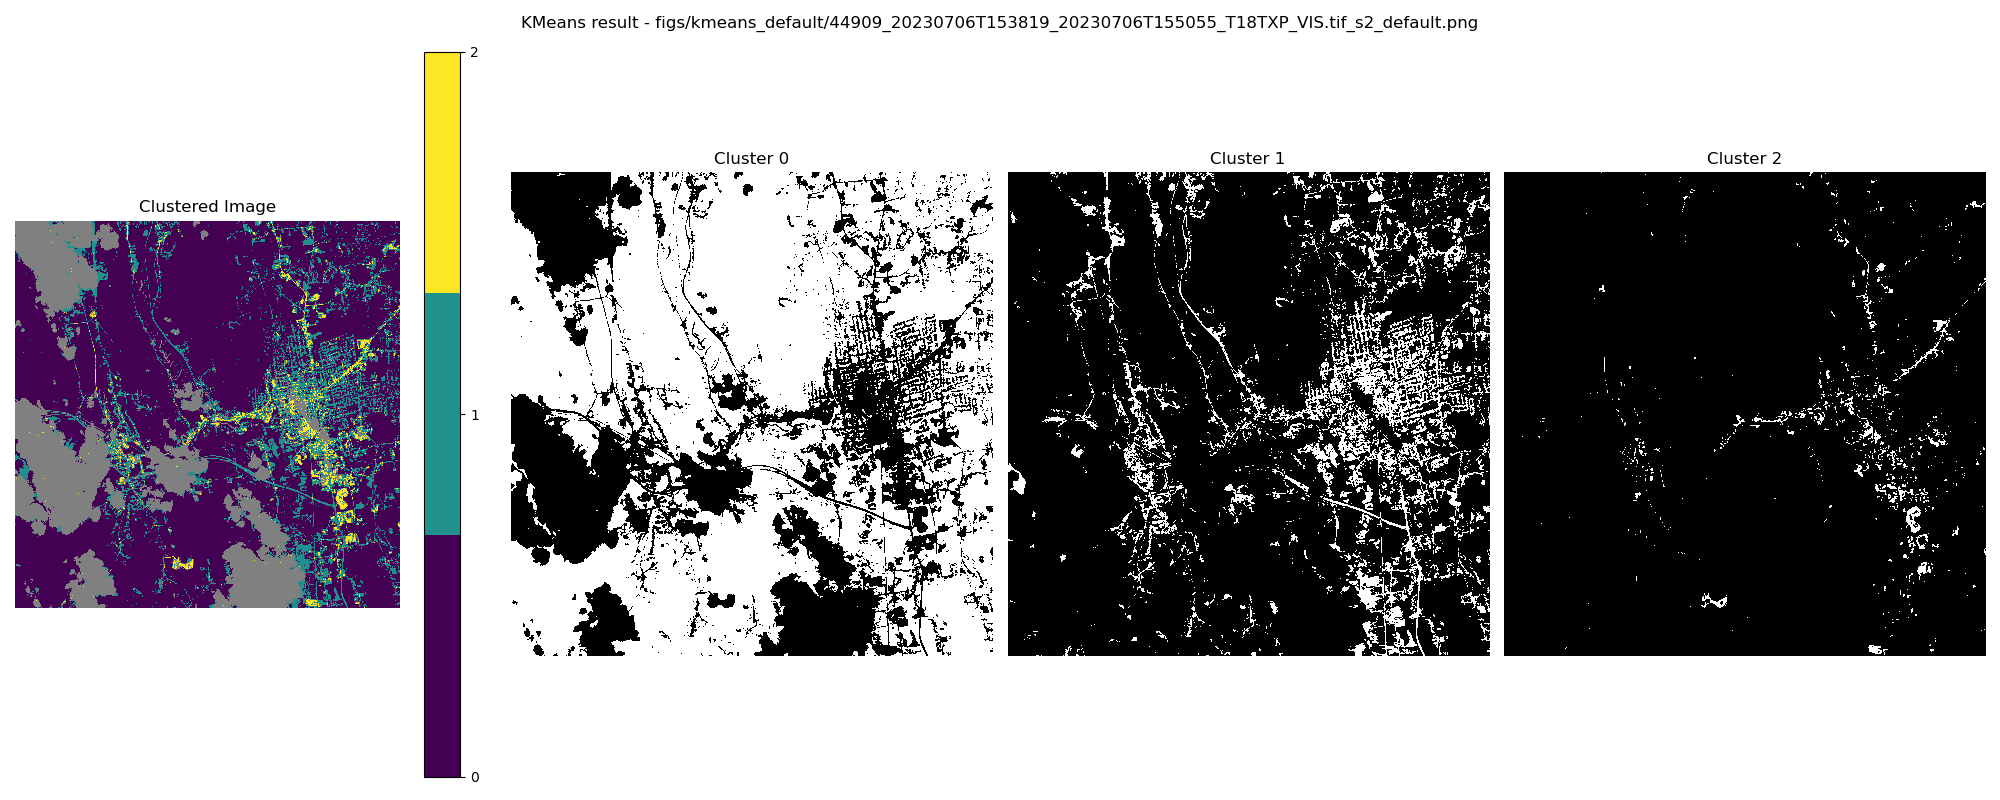 KMeans result - figs/kmeans_default/44909_20230706T153819_20230706T155055_T18TXP_VIS.tif_s2_default.png
Clustered Image
2
1
0
Cluster 0
Cluster 1
Cluster 2